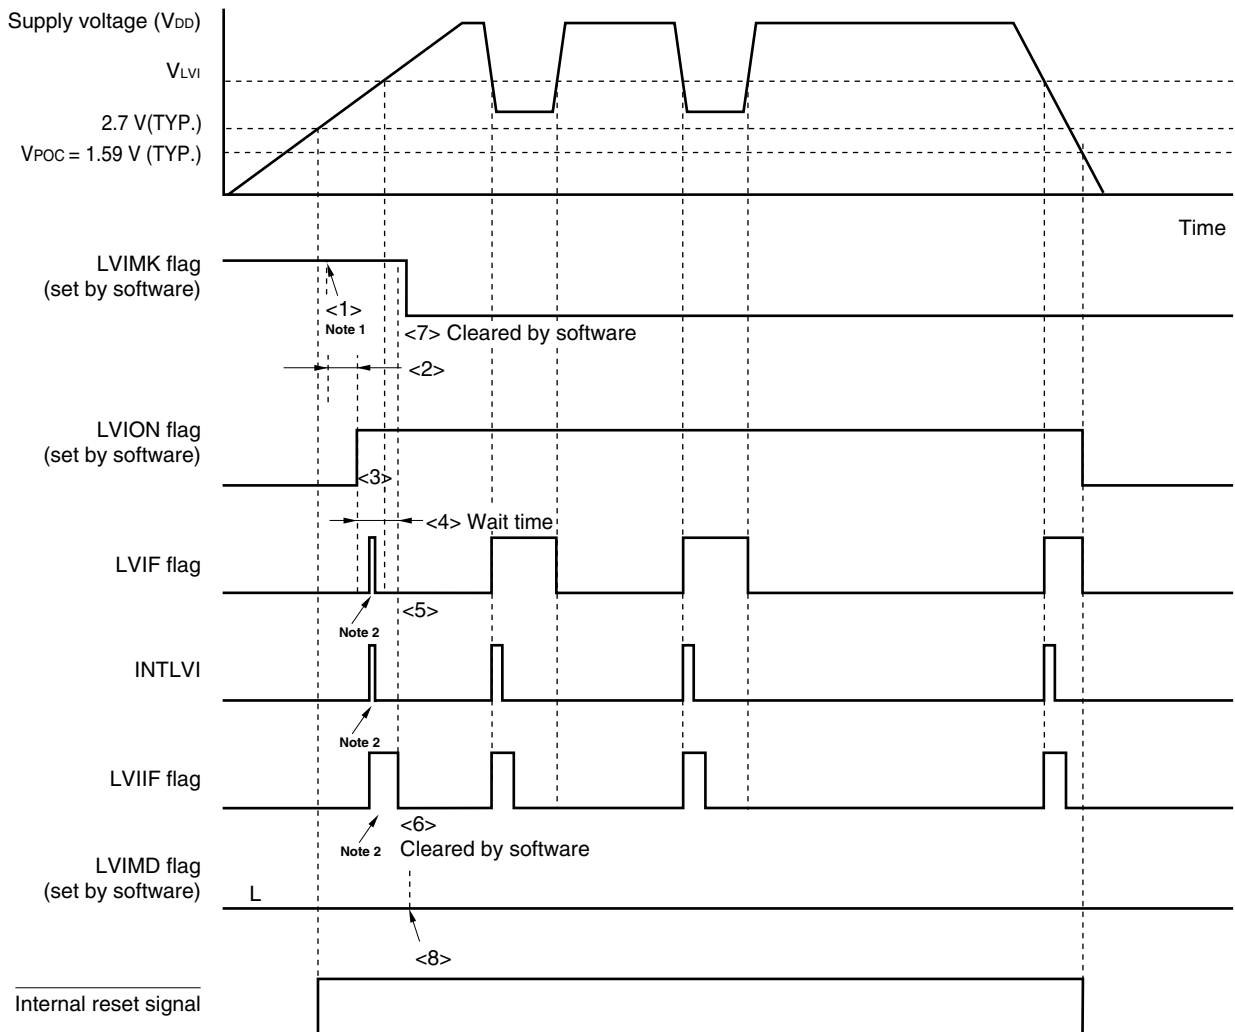 Supply voltage (VDD)
VLVI
2.7 V(TYP.)
VPOC = 1.59 V (TYP.)
Time
LVIMK flag
(set by software)
<1>
Note 1
<7> Cleared by software
<2>
LVION flag
(set by software)
<3>
<4> Wait time
LVIF flag
<5>
Note 2
INTLVI
Note 2
LVIIF flag
<6>
Note 2
Cleared by software
LVIMD flag
(set by software)
L
<8>
Internal reset signal